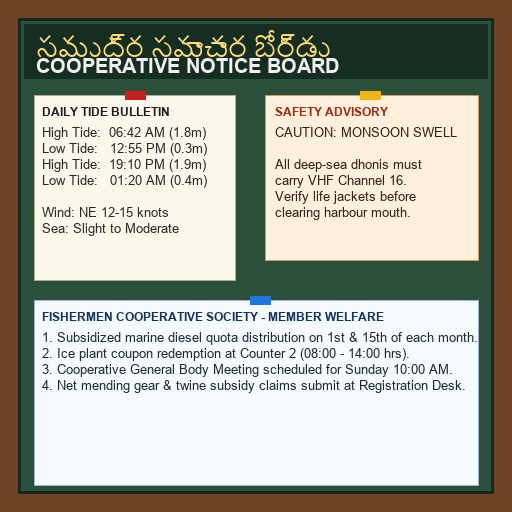 సముద్ర సమాచార బోర్డు
COOPERATIVE NOTICE BOARD
DAILY TIDE BULLETIN
High Tide: 06:42 AM (1.8m)
Low Tide: 12:55 PM (0.3m)
High Tide: 19:10 PM (1.9m)
Low Tide: 01:20 AM (0.4m)
Wind: NE 12-15 knots
Sea: Slight to Moderate
SAFETY ADVISORY
CAUTION: MONSOON SWELL
All deep-sea dhonis must
carry VHF Channel 16.
Verify life jackets before
clearing harbour mouth.
FISHERMEN COOPERATIVE SOCIETY - MEMBER WELFARE
1. Subsidized marine diesel quota distribution on 1st & 15th of each month.
2. Ice plant coupon redemption at Counter 2 (08:00 - 14:00 hrs).
3. Cooperative General Body Meeting scheduled for Sunday 10:00 AM.
4. Net mending gear & twine subsidy claims submit at Registration Desk.